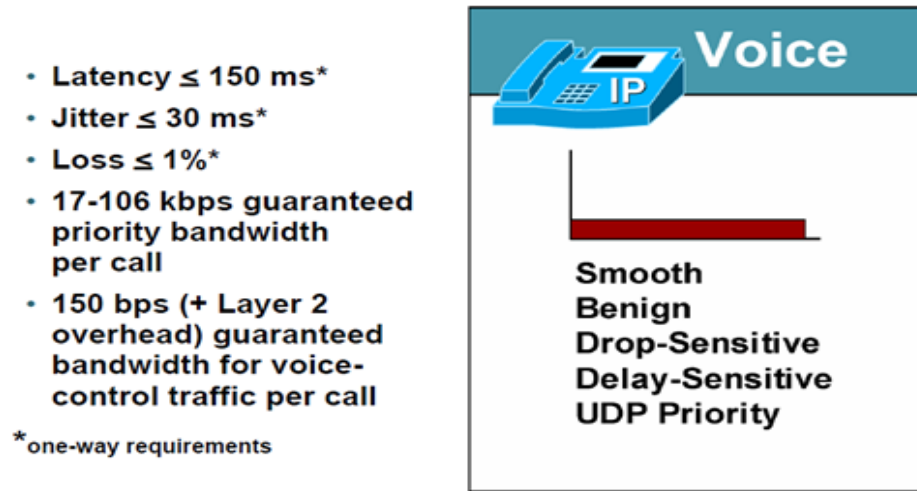 • Latency ≤ 150 ms*
• Jitter ≤ 30 ms*
• Loss ≤ 1%*
• 17-106 kbps guaranteed
priority bandwidth
per call
• 150 bps (+ Layer 2
overhead) guaranteed
bandwidth for voice-
control traffic per call
*one-way requirements
Voice
IP
Smooth
Benign
Drop-Sensitive
Delay-Sensitive
UDP Priority